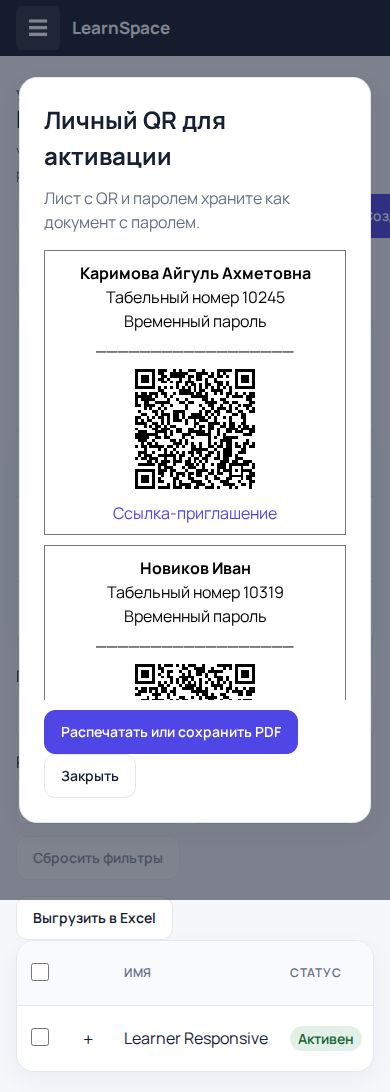 LearnSpace
Личный QR для
активации
Лист с QR и паролем храните как
документ с паролем.
Каримова Айгуль Ахметовна
Табельный номер 10245
Временный пароль
__________________
Ссылка-приглашение
Новиков Иван
Табельный номер 10319
Временный пароль
__________________
Распечатать или сохранить PDF
Закрыть
Сбросить фильтры
Выгрузить в Excel
ИМЯ СТАТУС
+ Learner Responsive Активен